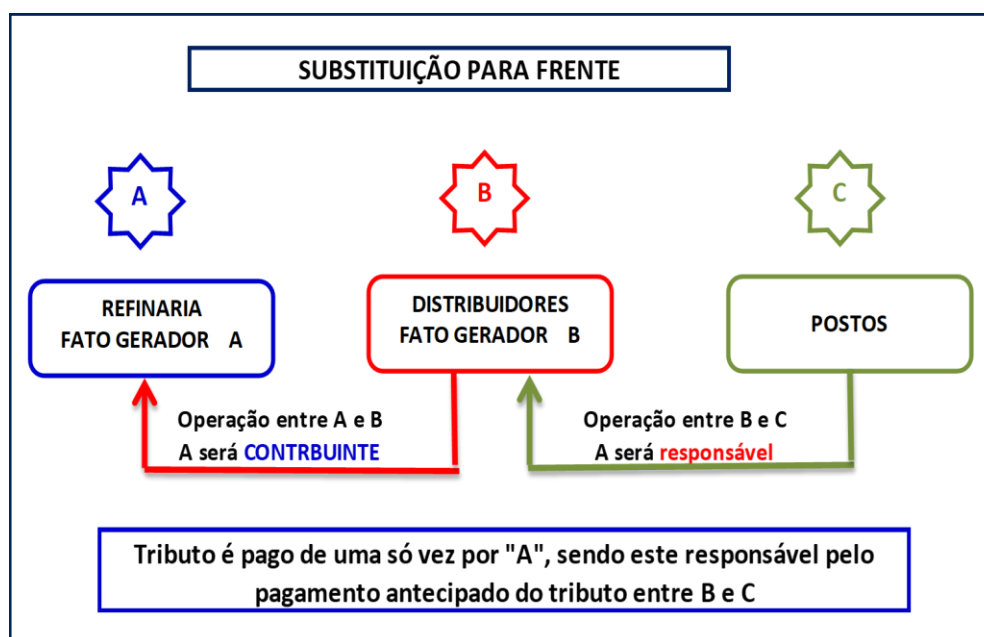 SUBSTITUIÇÃO PARA FRENTE
A
B
C
REFINARIA
FATO GERADOR A
DISTRIBUIDORES
FATO GERADOR B
POSTOS
Operação entre A e B
A será CONTRBUINTE
Operação entre B e C
A será responsável
Tributo é pago de uma só vez por "A", sendo este responsável pelo
pagamento antecipado do tributo entre B e C